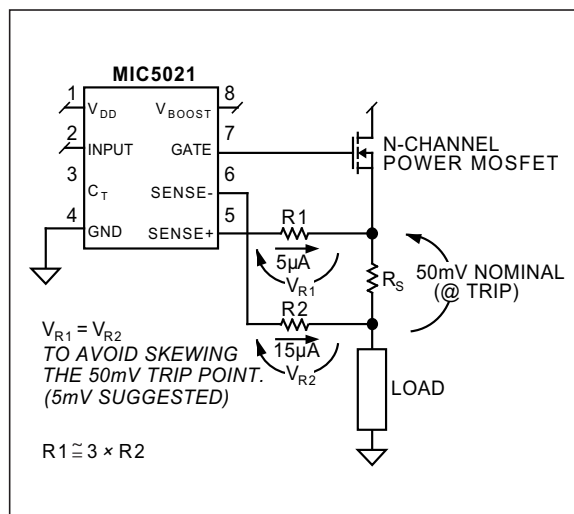 MIC5021
1
8
V_DD
V_BOOST
2
7
INPUT
GATE
3
6
C_T
SENSE-
4
5
GND
SENSE+
N-CHANNEL
POWER MOSFET
R1
5µA
V_R1
R_S
50mV NOMINAL
(@ TRIP)
R2
15µA
V_R2
LOAD
V_R1 = V_R2
TO AVOID SKEWING
THE 50mV TRIP POINT.
(5mV SUGGESTED)
R1 ≅ 3 × R2